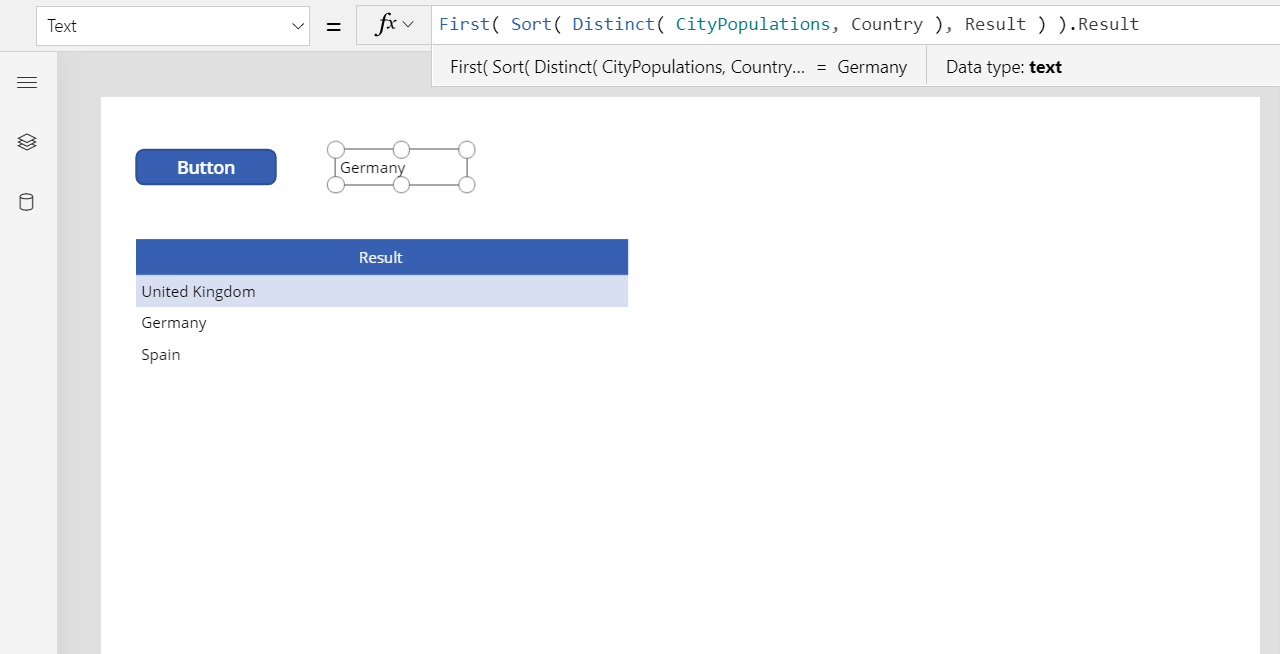 Text = fx First( Sort( Distinct( CityPopulations, Country ), Result ) ).Result
First( Sort( Distinct( CityPopulations, Country... = Germany Data type: text
Button Germany
Result
United Kingdom
Germany
Spain